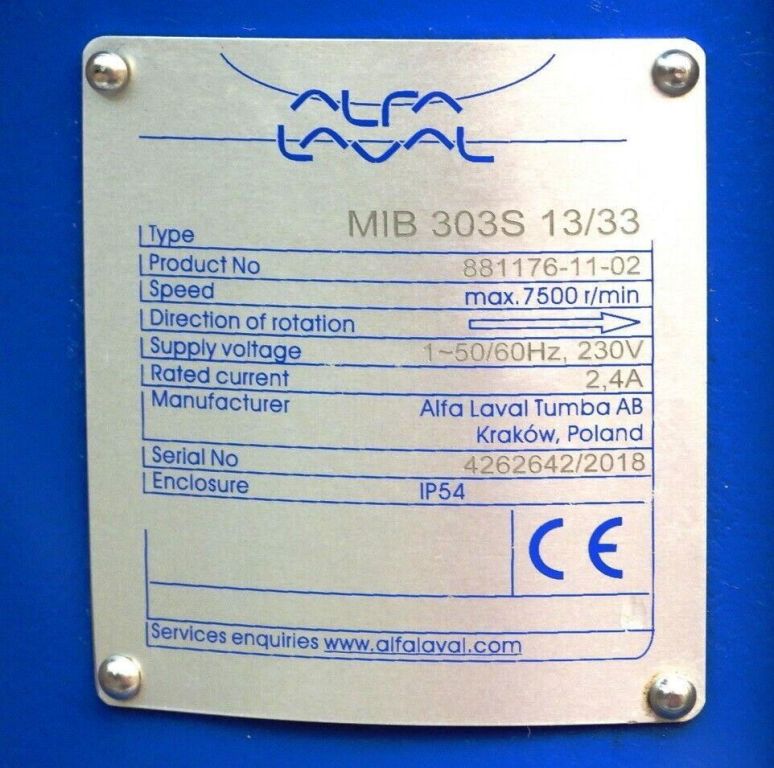 ALFA
LAVAL
Type MIB 303S 13/33
Product No 881176-11-02
Speed max.7500 r/min
Direction of rotation
Supply voltage 1~50/60Hz, 230V
Rated current 2,4A
Manufacturer Alfa Laval Tumba AB
Kraków, Poland
Serial No 4262642/2018
Enclosure IP54
CE
Services enquiries www.alfalaval.com